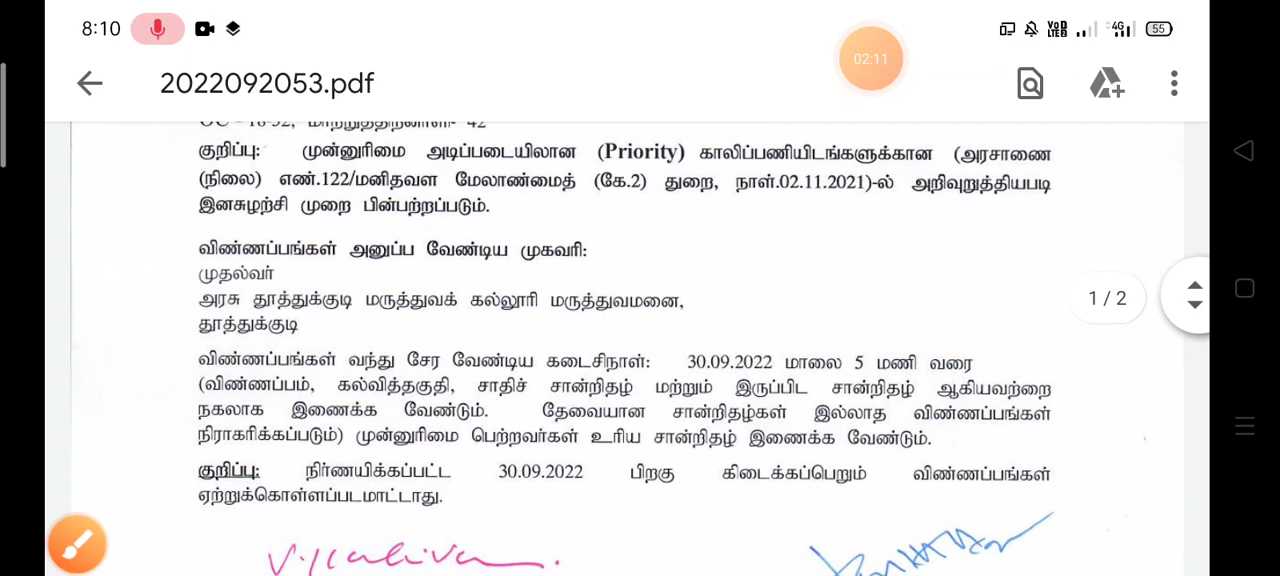 8:10
VoD LTEB
4G
55
02:11
2022092053.pdf
குறிப்பு: முன்னுரிமை அடிப்படையிலான (Priority) காலிப்பணியிடங்களுக்கான (அரசாணை
(நிலை) எண்.122/மனிதவள மேலாண்மைத் (கே.2) துறை, நாள்.02.11.2021)-ல் அறிவுறுத்தியபடி
இனசுழற்சி முறை பின்பற்றப்படும்.
விண்ணப்பங்கள் அனுப்ப வேண்டிய முகவரி:
முதல்வர்
அரசு தூத்துக்குடி மருத்துவக் கல்லூரி மருத்துவமனை,
தூத்துக்குடி
1 / 2
விண்ணப்பங்கள் வந்து சேர வேண்டிய கடைசிநாள்: 30.09.2022 மாலை 5 மணி வரை
(விண்ணப்பம், கல்வித்தகுதி, சாதிச் சான்றிதழ் மற்றும் இருப்பிட சான்றிதழ் ஆகியவற்றை
நகலாக இணைக்க வேண்டும். தேவையான சான்றிதழ்கள் இல்லாத விண்ணப்பங்கள்
நிராகரிக்கப்படும்) முன்னுரிமை பெற்றவர்கள் உரிய சான்றிதழ் இணைக்க வேண்டும்.
குறிப்பு: நிர்ணயிக்கப்பட்ட 30.09.2022 பிறகு கிடைக்கப்பெறும் விண்ணப்பங்கள்
ஏற்றுக்கொள்ளப்படமாட்டாது.